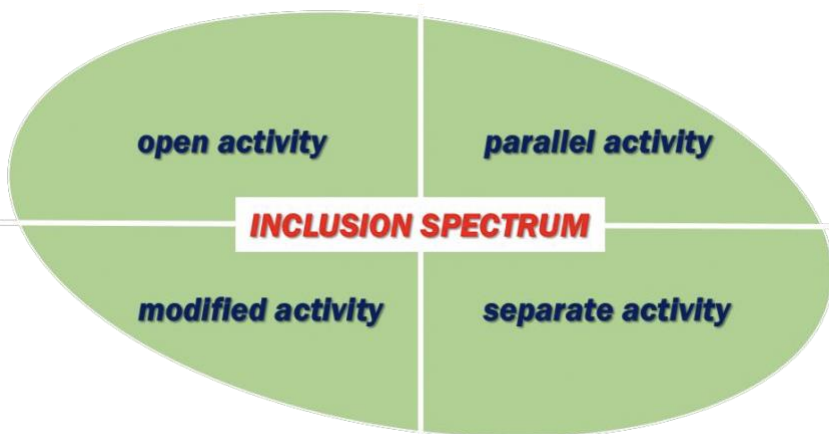 open activity
parallel activity
INCLUSION SPECTRUM
modified activity
separate activity